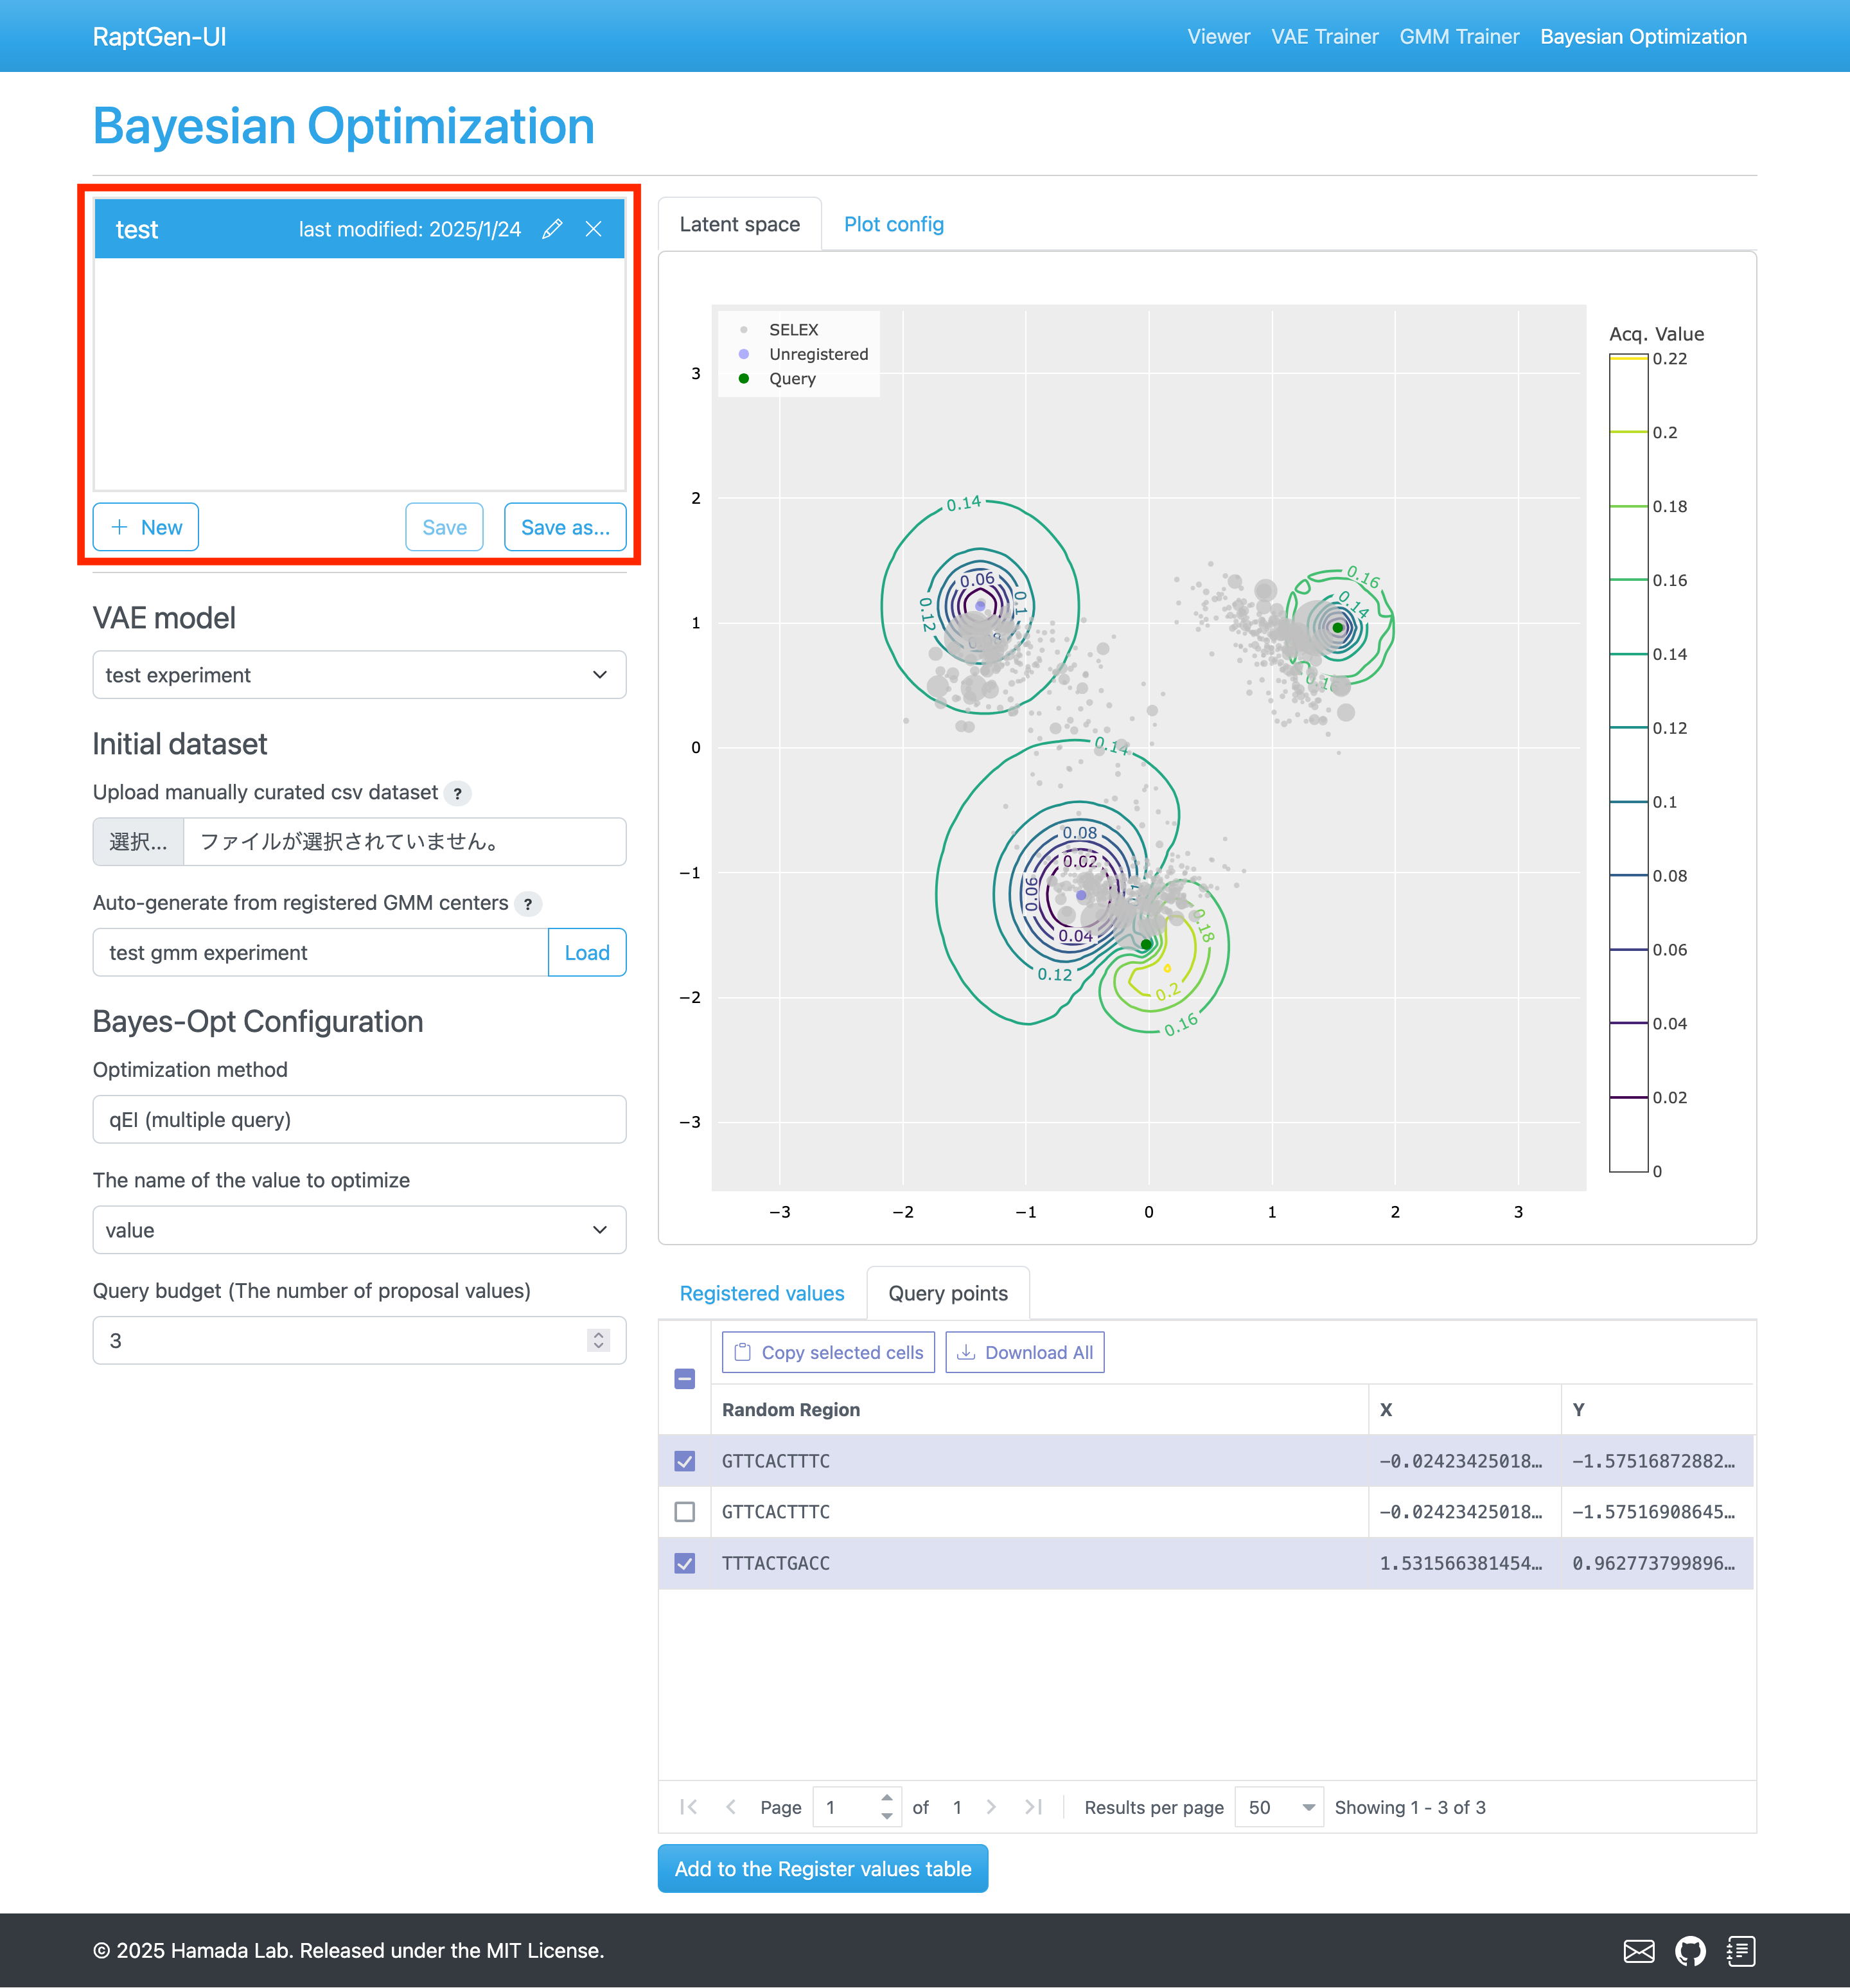 RaptGen-UI
Viewer VAE Trainer GMM Trainer Bayesian Optimization
Bayesian Optimization
test last modified: 2025/1/24
New Save Save as...
VAE model
test experiment
Initial dataset
Upload manually curated csv dataset ?
選択... ファイルが選択されていません。
Auto-generate from registered GMM centers ?
test gmm experiment Load
Bayes-Opt Configuration
Optimization method
qEI (multiple query)
The name of the value to optimize
value
Query budget (The number of proposal values)
3
Latent space Plot config
SELEX
Unregistered
Query
Acq. Value
0.22
0.2
0.18
0.16
0.14
0.12
0.1
0.08
0.06
0.04
0.02
0
3
2
1
0
−1
−2
−3
−3 −2 −1 0 1 2 3
0.14
0.06
0.12
0.16
0.14
0.14
0.08
0.02
0.06
0.04
0.12
0.18
0.2
0.16
Registered values Query points
Copy selected cells Download All
Random Region X Y
GTTCACTTTC −0.02423425018… −1.57516872882…
GTTCACTTTC −0.02423425018… −1.57516908645…
TTTACTGACC 1.531566381454… 0.962773799896…
Page 1 of 1 Results per page 50 Showing 1 - 3 of 3
Add to the Register values table
© 2025 Hamada Lab. Released under the MIT License.